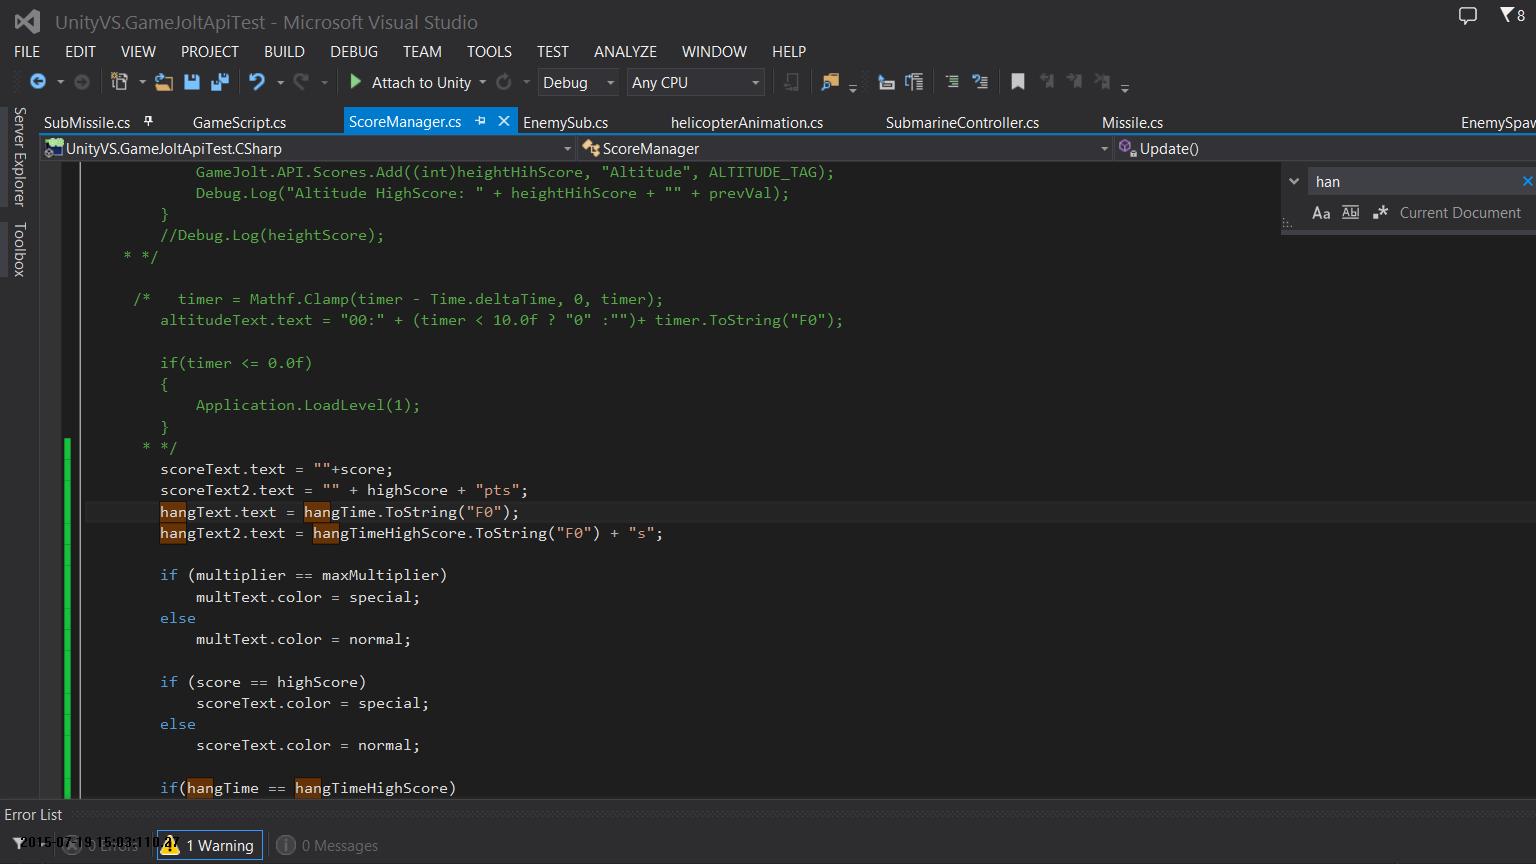 UnityVS.GameJoltApiTest - Microsoft Visual Studio
8
FILE EDIT VIEW PROJECT BUILD DEBUG TEAM TOOLS TEST ANALYZE WINDOW HELP
Attach to Unity Debug Any CPU
Server Explorer
Toolbox
SubMissile.cs GameScript.cs ScoreManager.cs EnemySub.cs helicopterAnimation.cs SubmarineController.cs Missile.cs EnemySpaw
UnityVS.GameJoltApiTest.CSharp ScoreManager Update()
han
Aa Abl .* Current Document
GameJolt.API.Scores.Add((int)heightHihScore, "Altitude", ALTITUDE_TAG);
Debug.Log("Altitude HighScore: " + heightHihScore + "" + prevVal);
}
//Debug.Log(heightScore);
* */
/* timer = Mathf.Clamp(timer - Time.deltaTime, 0, timer);
altitudeText.text = "00:" + (timer < 10.0f ? "0" :"")+ timer.ToString("F0");
if(timer <= 0.0f)
{
Application.LoadLevel(1);
}
* */
scoreText.text = ""+score;
scoreText2.text = "" + highScore + "pts";
hangText.text = hangTime.ToString("F0");
hangText2.text = hangTimeHighScore.ToString("F0") + "s";
if (multiplier == maxMultiplier)
multText.color = special;
else
multText.color = normal;
if (score == highScore)
scoreText.color = special;
else
scoreText.color = normal;
if(hangTime == hangTimeHighScore)
Error List
0 Errors 1 Warning 0 Messages